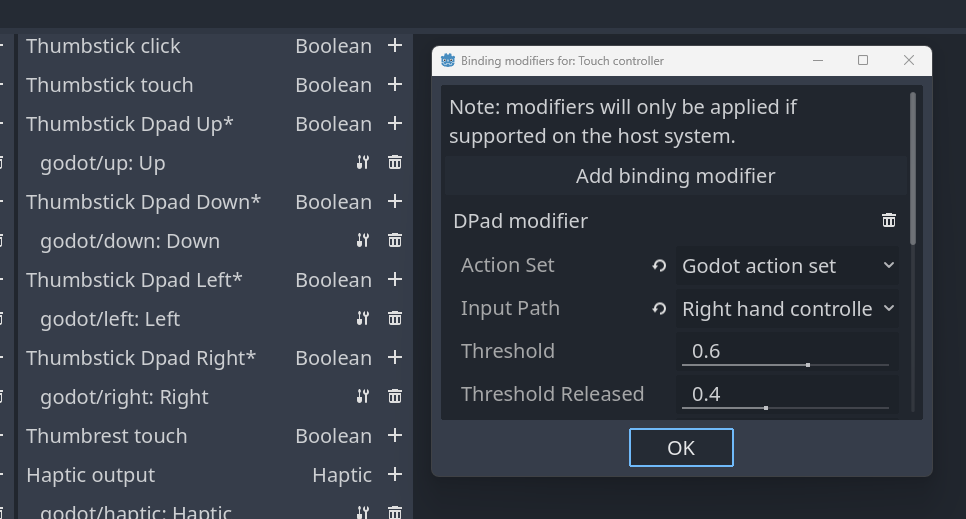 Thumbstick click Boolean +
Thumbstick touch Boolean +
Thumbstick Dpad Up* Boolean +
godot/up: Up
Thumbstick Dpad Down* Boolean +
godot/down: Down
Thumbstick Dpad Left* Boolean +
godot/left: Left
Thumbstick Dpad Right* Boolean +
godot/right: Right
Thumbrest touch Boolean +
Haptic output Haptic +
godot/haptic: Haptic
Binding modifiers for: Touch controller
Note: modifiers will only be applied if
supported on the host system.
Add binding modifier
DPad modifier
Action Set Godot action set
Input Path Right hand controlle
Threshold 0.6
Threshold Released 0.4
OK